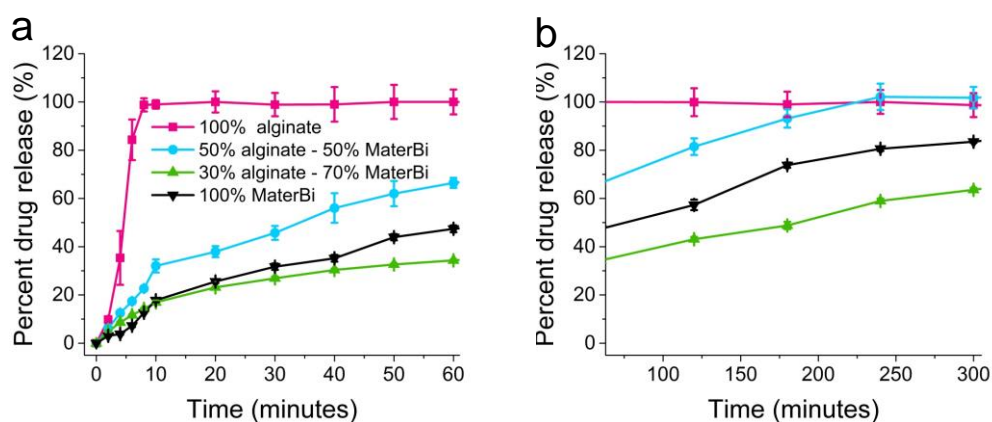 a
Percent drug release (%)
120
100
80
60
40
20
0
100% alginate
50% alginate - 50% MaterBi
30% alginate - 70% MaterBi
100% MaterBi
0 10 20 30 40 50 60
Time (minutes)
b
Percent drug release (%)
120
100
80
60
40
20
0
100 150 200 250 300
Time (minutes)